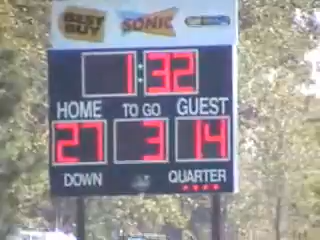 BEST BUY SONIC
1:32
HOME TO GO GUEST
27 3 14
DOWN QUARTER